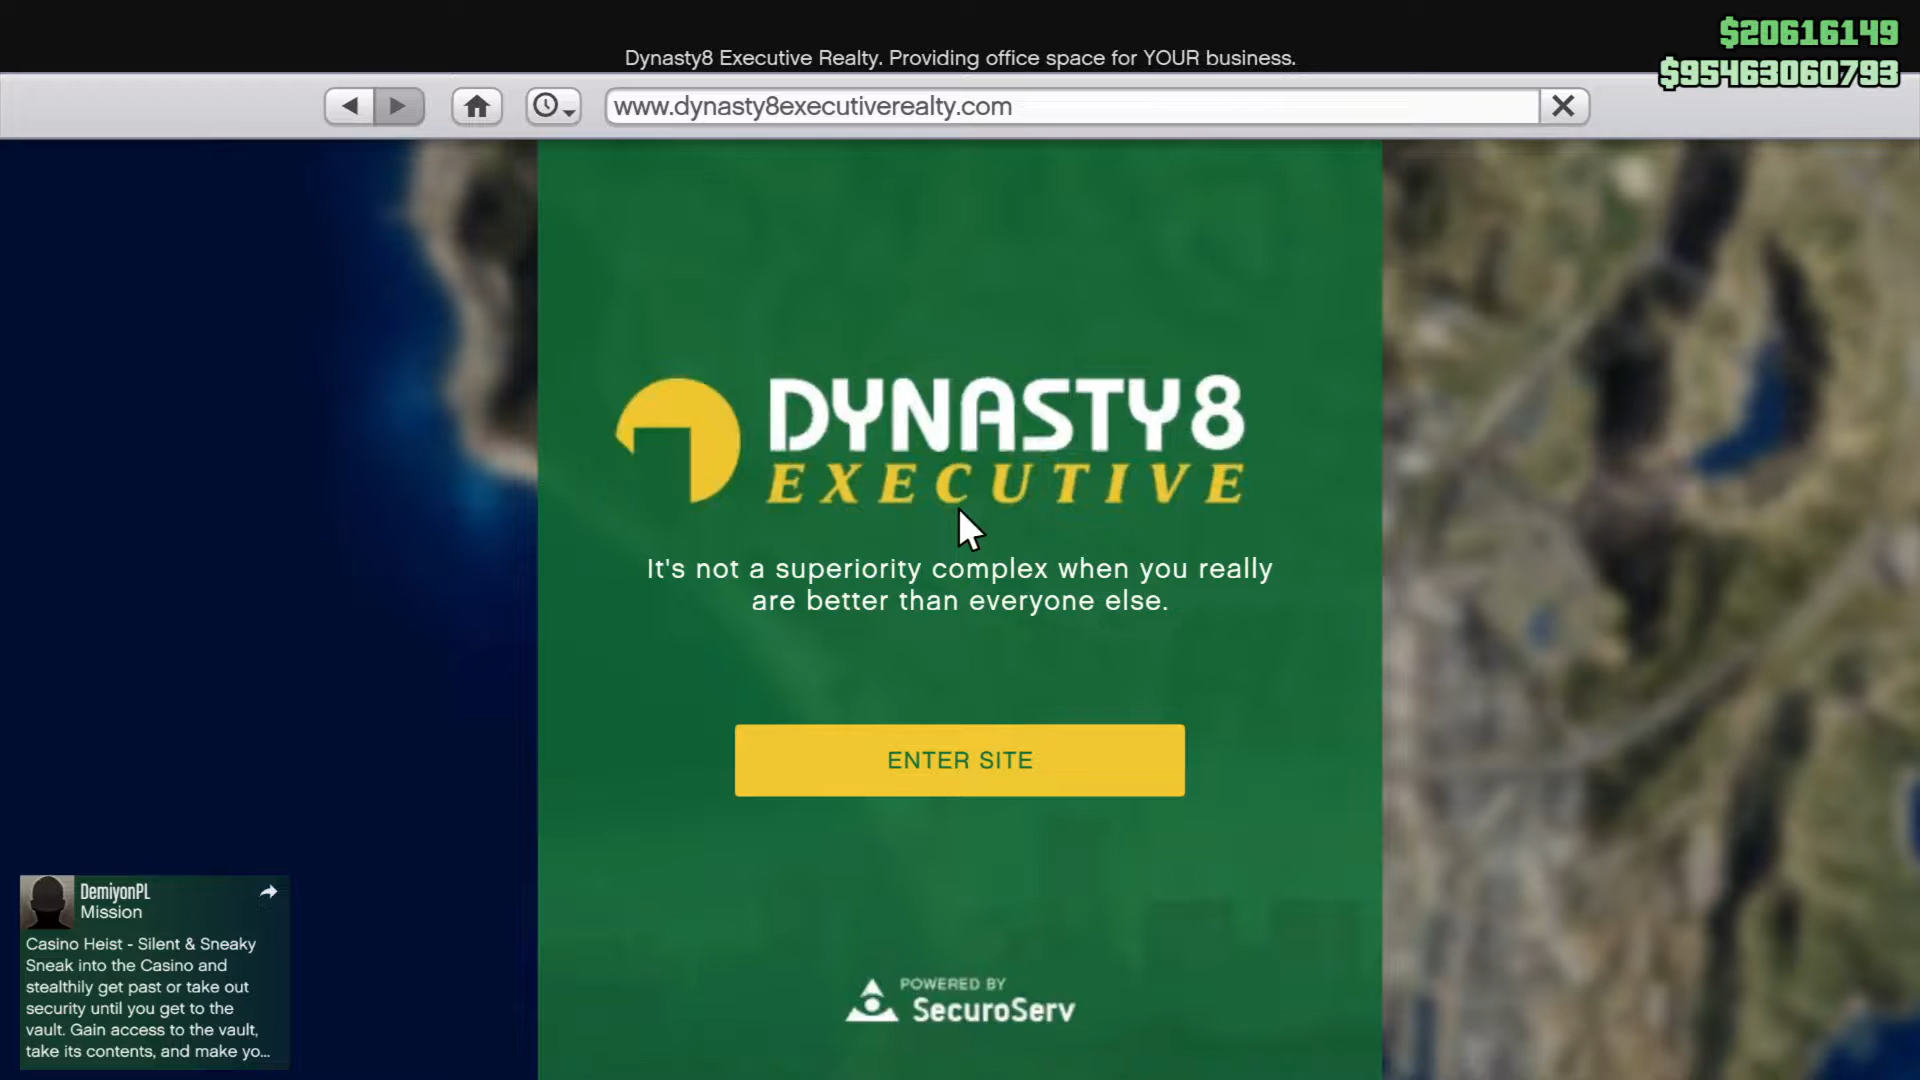 $20616149
Dynasty8 Executive Realty. Providing office space for YOUR business.
$95463060793
www.dynasty8executiverealty.com
DYNASTY8
EXECUTIVE
It's not a superiority complex when you really
are better than everyone else.
ENTER SITE
DemiyonPL
Mission
Casino Heist - Silent & Sneaky
Sneak into the Casino and
stealthily get past or take out
security until you get to the
vault. Gain access to the vault,
take its contents, and make yo...
POWERED BY
SecuroServ